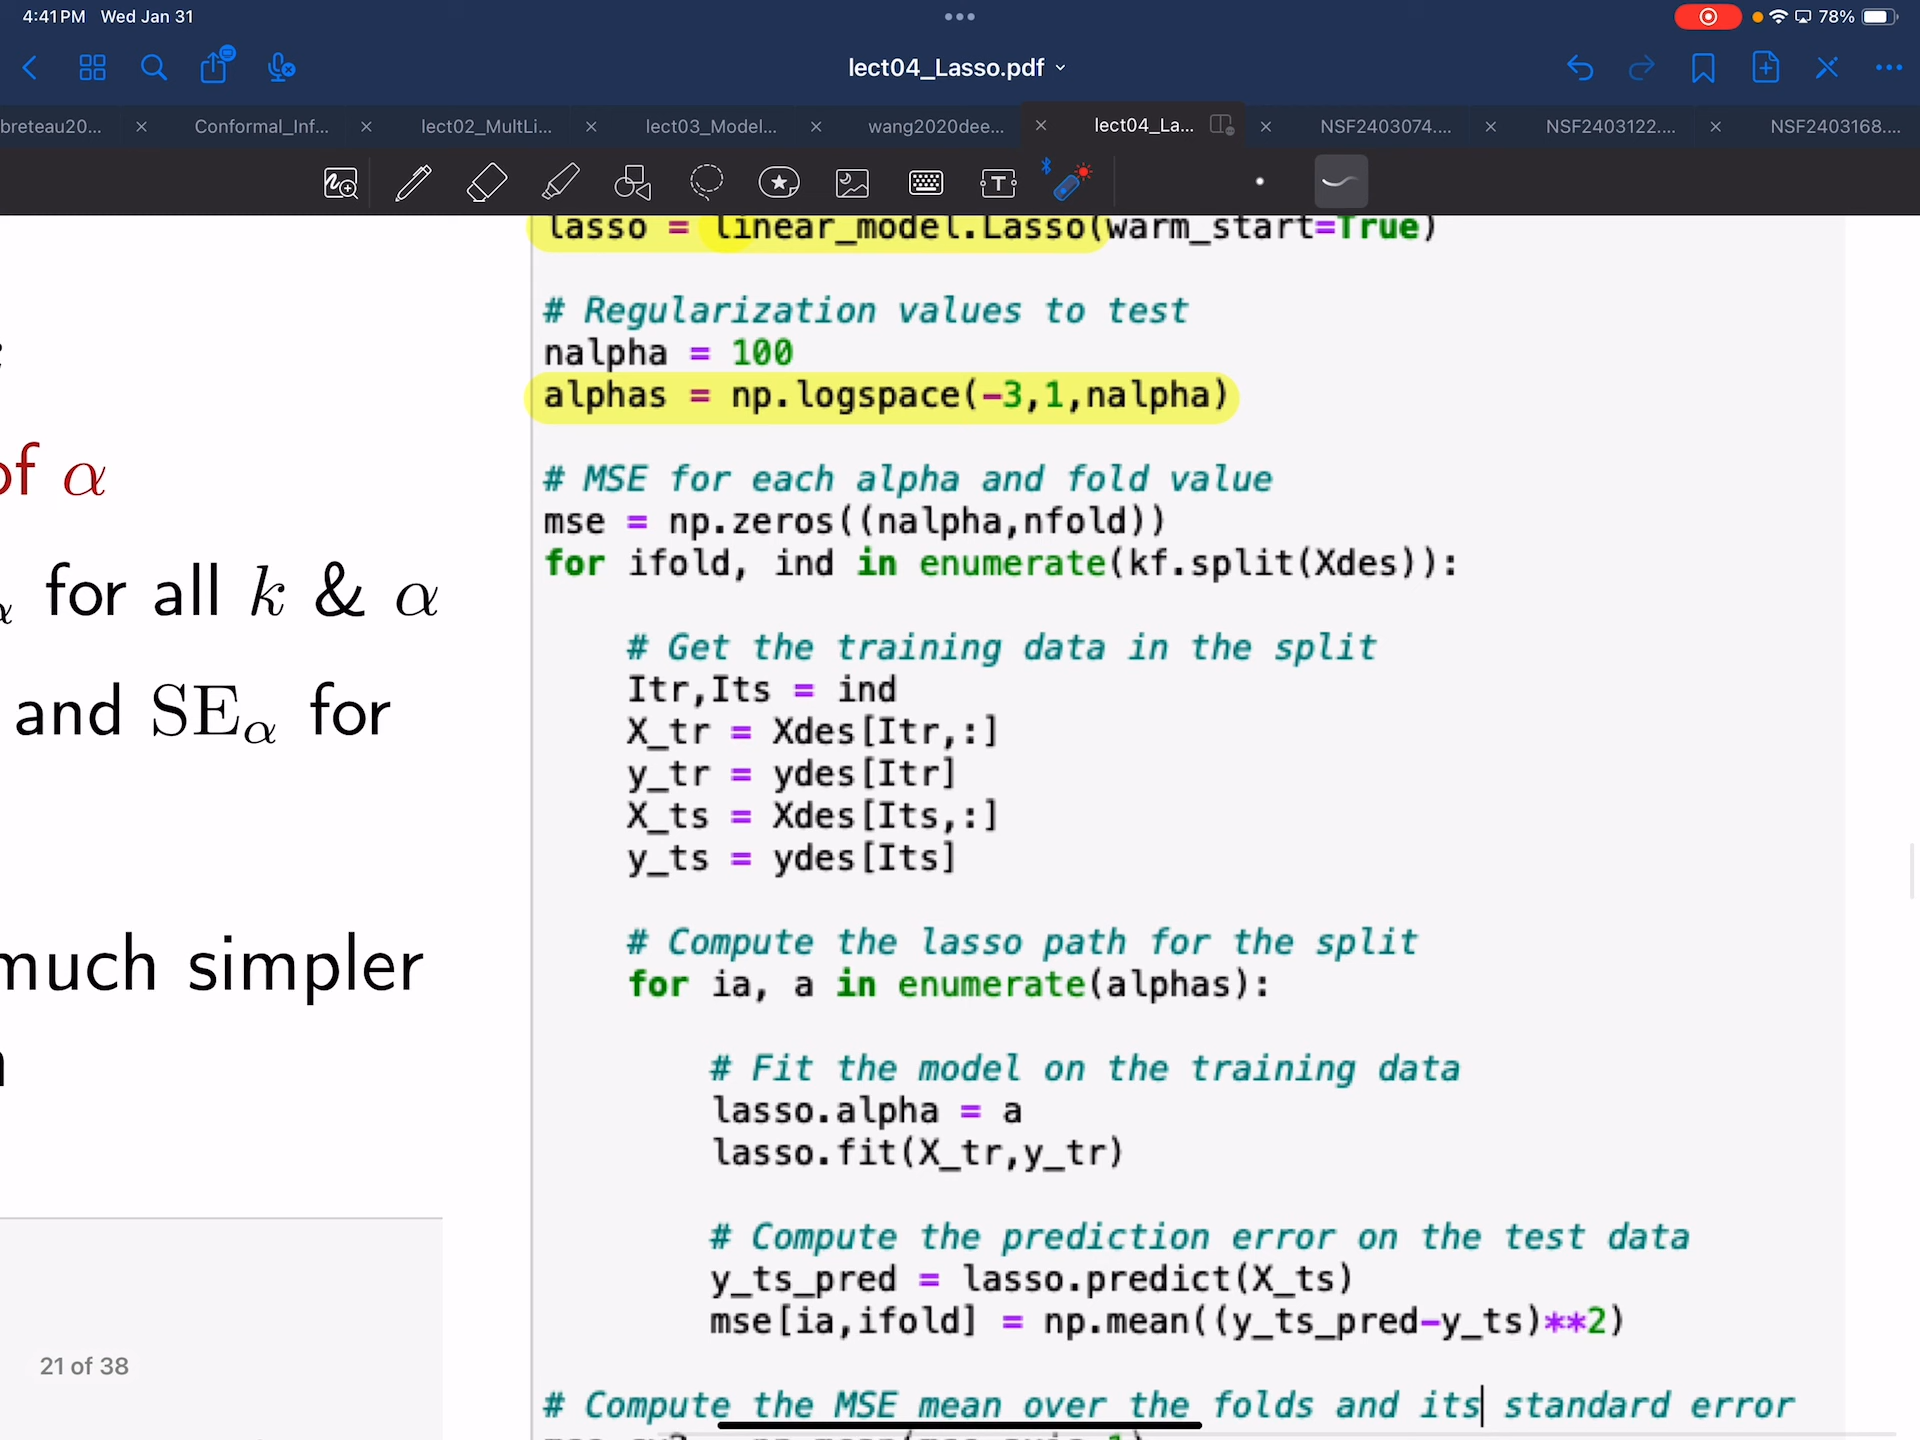 4:41 PM Wed Jan 31
78%
lect04_Lasso.pdf
breteau20...
Conformal_Inf...
lect02_MultLi...
lect03_Model...
wang2020dee...
lect04_La...
NSF2403074....
NSF2403122....
NSF2403168....
of α
α for all k & α
and SEα for
much simpler
21 of 38
lasso = linear_model.Lasso(warm_start=True)
# Regularization values to test
nalpha = 100
alphas = np.logspace(-3,1,nalpha)
# MSE for each alpha and fold value
mse = np.zeros((nalpha,nfold))
for ifold, ind in enumerate(kf.split(Xdes)):
# Get the training data in the split
Itr,Its = ind
X_tr = Xdes[Itr,:]
y_tr = ydes[Itr]
X_ts = Xdes[Its,:]
y_ts = ydes[Its]
# Compute the lasso path for the split
for ia, a in enumerate(alphas):
# Fit the model on the training data
lasso.alpha = a
lasso.fit(X_tr,y_tr)
# Compute the prediction error on the test data
y_ts_pred = lasso.predict(X_ts)
mse[ia,ifold] = np.mean((y_ts_pred-y_ts)**2)
# Compute the MSE mean over the folds and its standard error